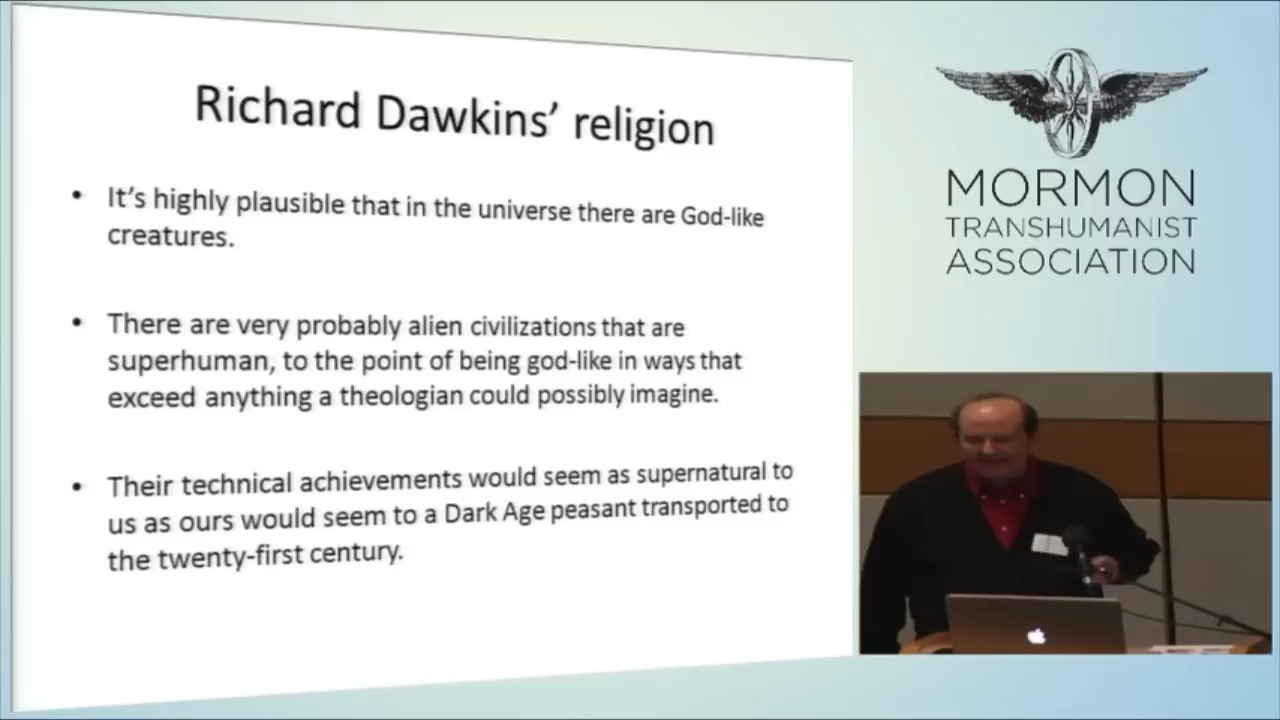 Richard Dawkins' religion
• It's highly plausible that in the universe there are God-like
creatures.
• There are very probably alien civilizations that are
superhuman, to the point of being god-like in ways that
exceed anything a theologian could possibly imagine.
• Their technical achievements would seem as supernatural to
us as ours would seem to a Dark Age peasant transported to
the twenty-first century.
MORMON
TRANSHUMANIST
ASSOCIATION